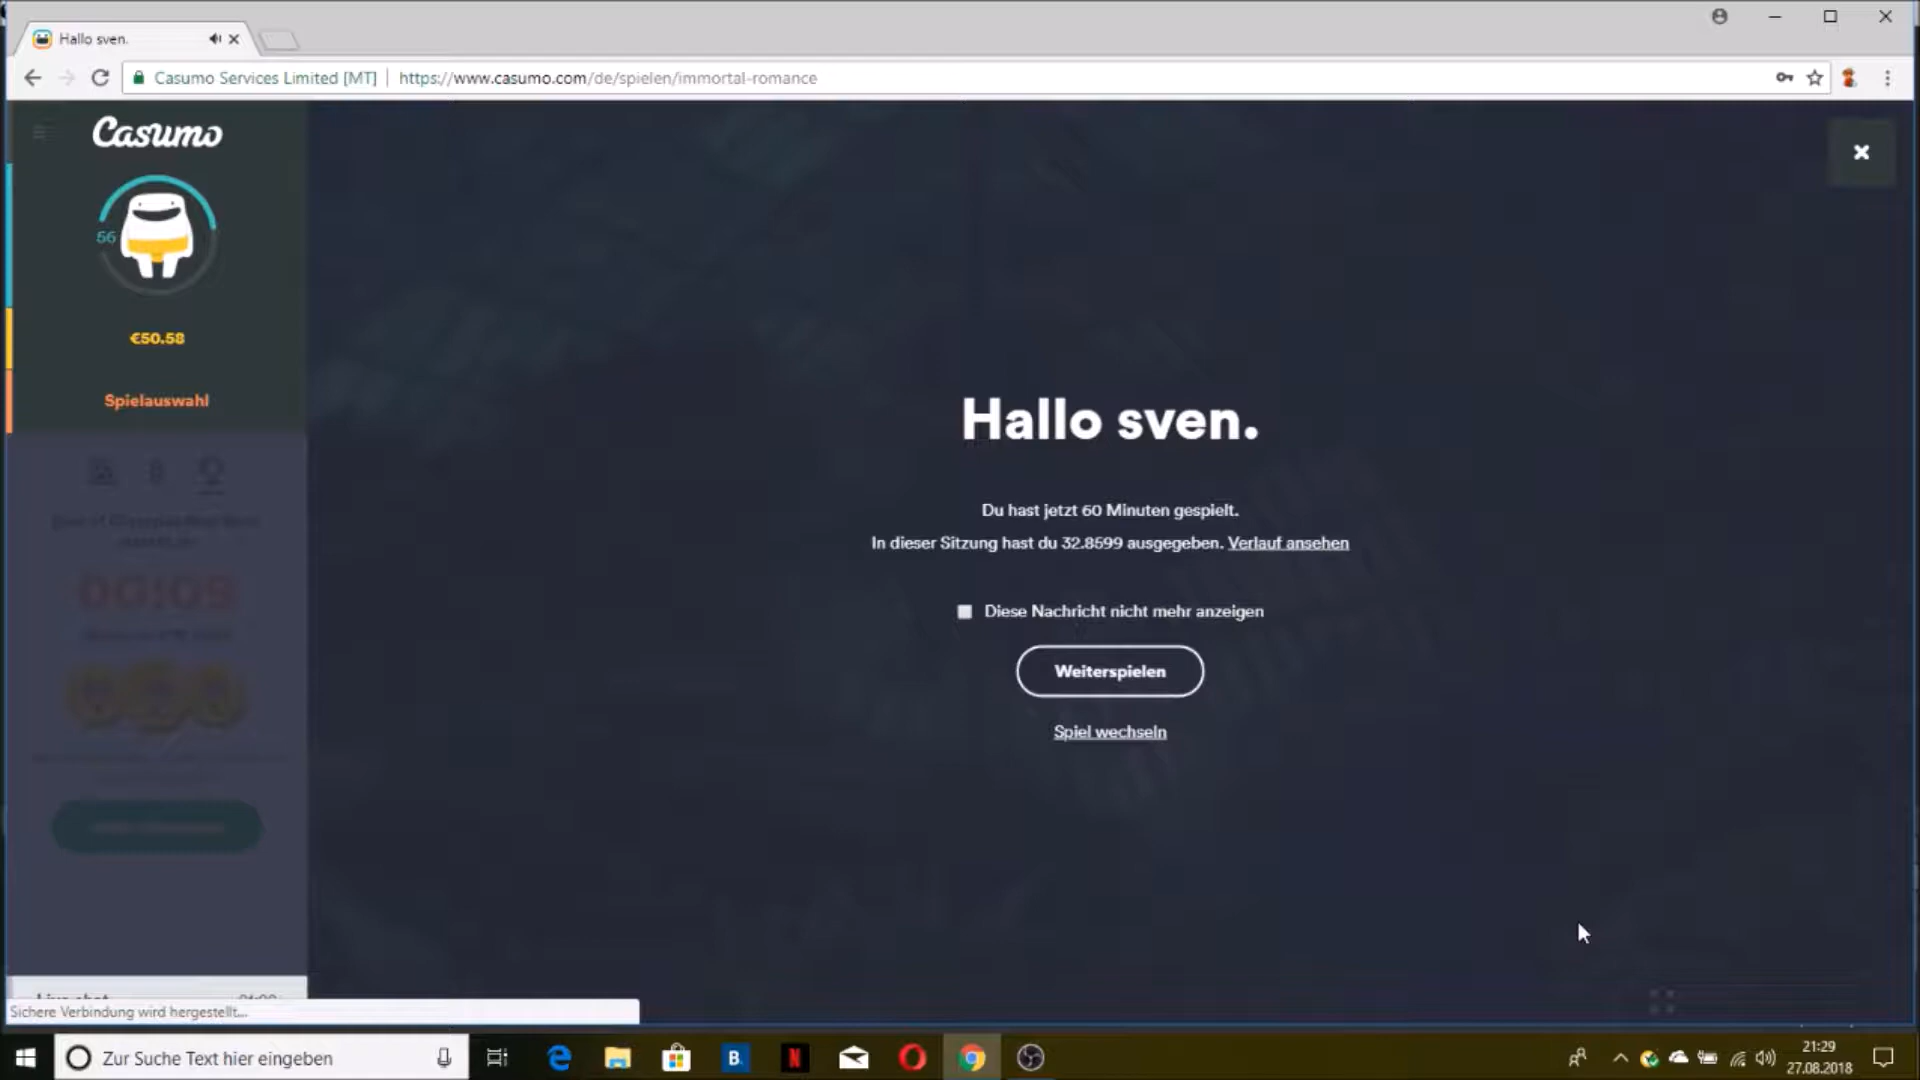 Hallo sven.
Casumo Services Limited [MT]
https://www.casumo.com/de/spielen/immortal-romance
Casumo
56
€50.58
Spielauswahl
Hallo sven.
Du hast jetzt 60 Minuten gespielt.
In dieser Sitzung hast du 32.8599 ausgegeben. Verlauf ansehen
Diese Nachricht nicht mehr anzeigen
Weiterspielen
Spiel wechseln
Sichere Verbindung wird hergestellt...
Zur Suche Text hier eingeben
B.
N
21:29
27.08.2018